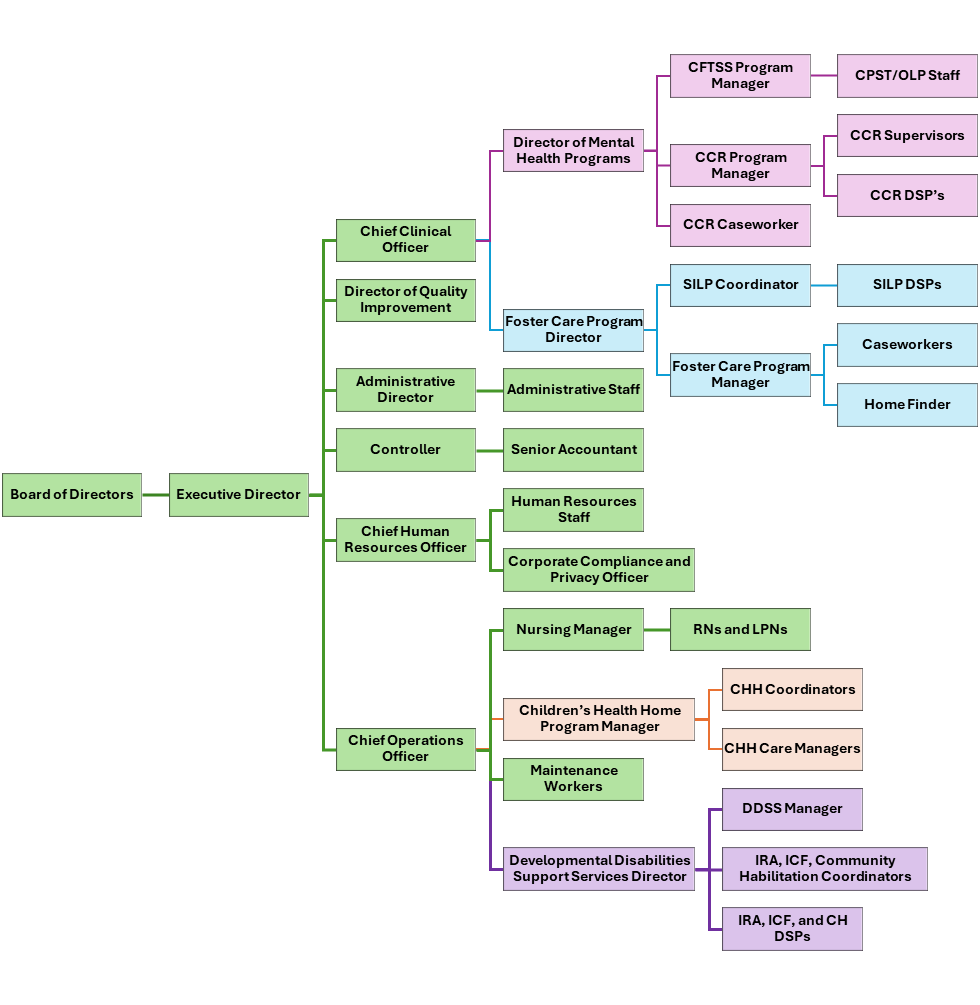 CFTSS Program
Manager
CPST/OLP Staff
CCR Supervisors
Director of Mental
Health Programs
CCR Program
Manager
CCR DSP's
CCR Caseworker
Chief Clinical
Officer
Director of Quality
Improvement
SILP Coordinator
SILP DSPs
Foster Care Program
Director
Caseworkers
Foster Care Program
Manager
Home Finder
Administrative
Director
Administrative Staff
Controller
Senior Accountant
Board of Directors
Executive Director
Human Resources
Staff
Chief Human
Resources Officer
Corporate Compliance and
Privacy Officer
Nursing Manager
RNs and LPNs
CHH Coordinators
Children’s Health Home
Program Manager
CHH Care Managers
Chief Operations
Officer
Maintenance
Workers
DDSS Manager
Developmental Disabilities
Support Services Director
IRA, ICF, Community
Habilitation Coordinators
IRA, ICF, and CH
DSPs